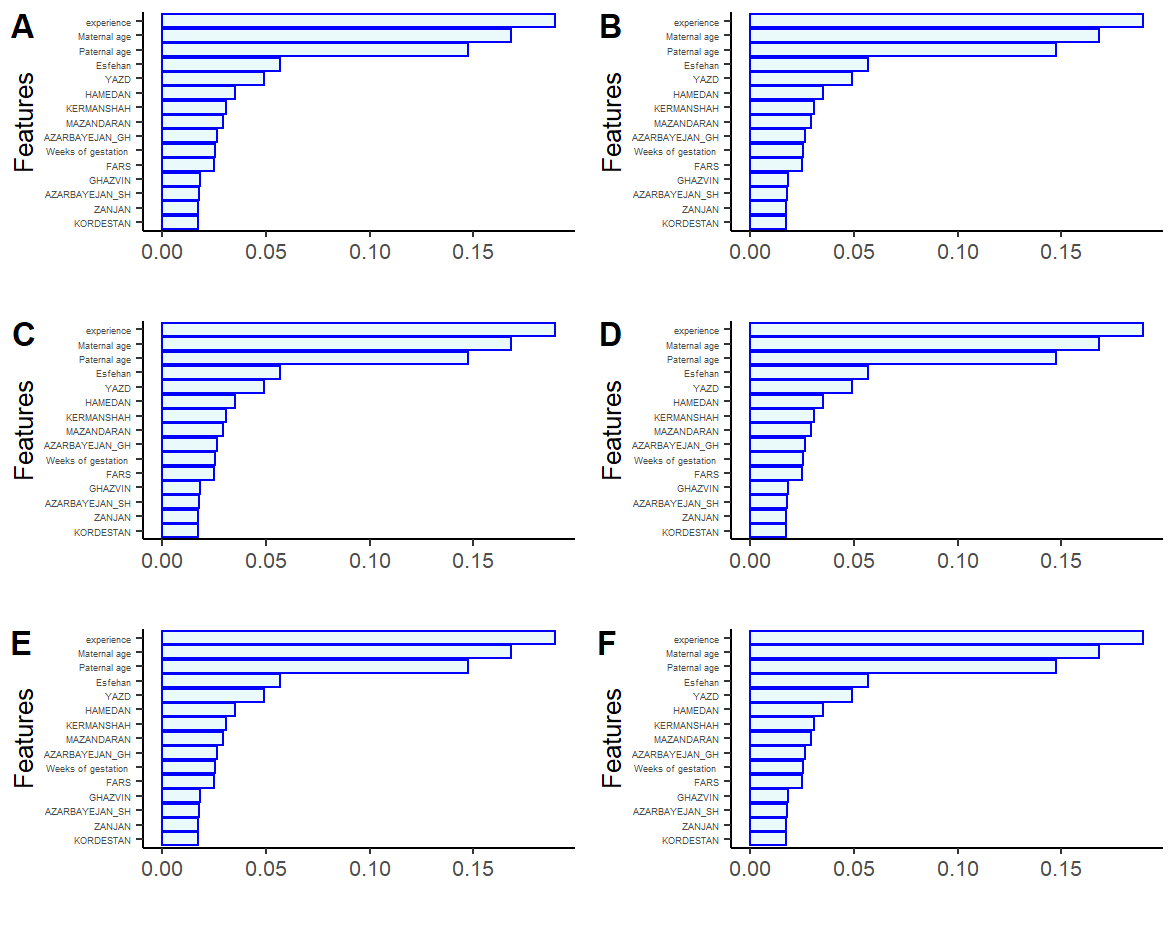 A
Features
experience
Maternal age
Paternal age
Esfehan
YAZD
HAMEDAN
KERMANSHAH
MAZANDARAN
AZARBAYEJAN_GH
Weeks of gestation
FARS
GHAZVIN
AZARBAYEJAN_SH
ZANJAN
KORDESTAN
0.00 0.05 0.10 0.15
B
Features
experience
Maternal age
Paternal age
Esfehan
YAZD
HAMEDAN
KERMANSHAH
MAZANDARAN
AZARBAYEJAN_GH
Weeks of gestation
FARS
GHAZVIN
AZARBAYEJAN_SH
ZANJAN
KORDESTAN
0.00 0.05 0.10 0.15
C
Features
experience
Maternal age
Paternal age
Esfehan
YAZD
HAMEDAN
KERMANSHAH
MAZANDARAN
AZARBAYEJAN_GH
Weeks of gestation
FARS
GHAZVIN
AZARBAYEJAN_SH
ZANJAN
KORDESTAN
0.00 0.05 0.10 0.15
D
Features
experience
Maternal age
Paternal age
Esfehan
YAZD
HAMEDAN
KERMANSHAH
MAZANDARAN
AZARBAYEJAN_GH
Weeks of gestation
FARS
GHAZVIN
AZARBAYEJAN_SH
ZANJAN
KORDESTAN
0.00 0.05 0.10 0.15
E
Features
experience
Maternal age
Paternal age
Esfehan
YAZD
HAMEDAN
KERMANSHAH
MAZANDARAN
AZARBAYEJAN_GH
Weeks of gestation
FARS
GHAZVIN
AZARBAYEJAN_SH
ZANJAN
KORDESTAN
0.00 0.05 0.10 0.15
F
Features
experience
Maternal age
Paternal age
Esfehan
YAZD
HAMEDAN
KERMANSHAH
MAZANDARAN
AZARBAYEJAN_GH
Weeks of gestation
FARS
GHAZVIN
AZARBAYEJAN_SH
ZANJAN
KORDESTAN
0.00 0.05 0.10 0.15